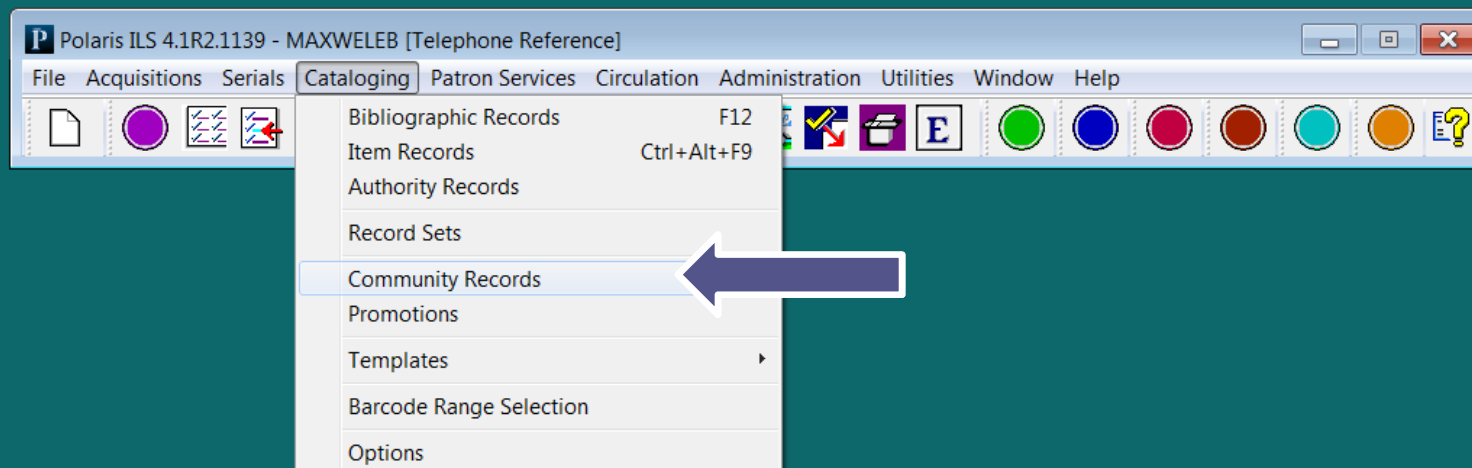 P Polaris ILS 4.1R2.1139 - MAXWELEB [Telephone Reference]
File Acquisitions Serials Cataloging Patron Services Circulation Administration Utilities Window Help
E
Bibliographic Records F12
Item Records Ctrl+Alt+F9
Authority Records
Record Sets
Community Records
Promotions
Templates
Barcode Range Selection
Options